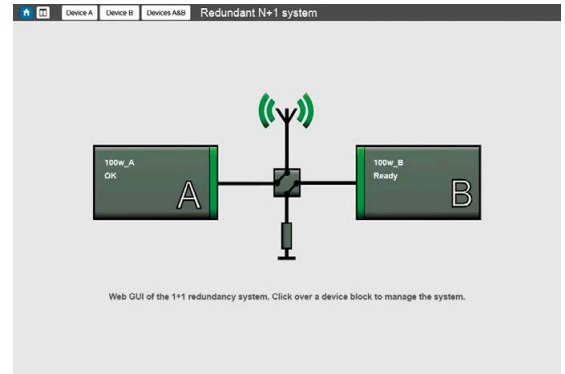 Device A Device B Devices A&B Redundant N+1 system
100w_A
OK
A
100w_B
Ready
B
Web GUI of the 1+1 redundancy system. Click over a device block to manage the system.